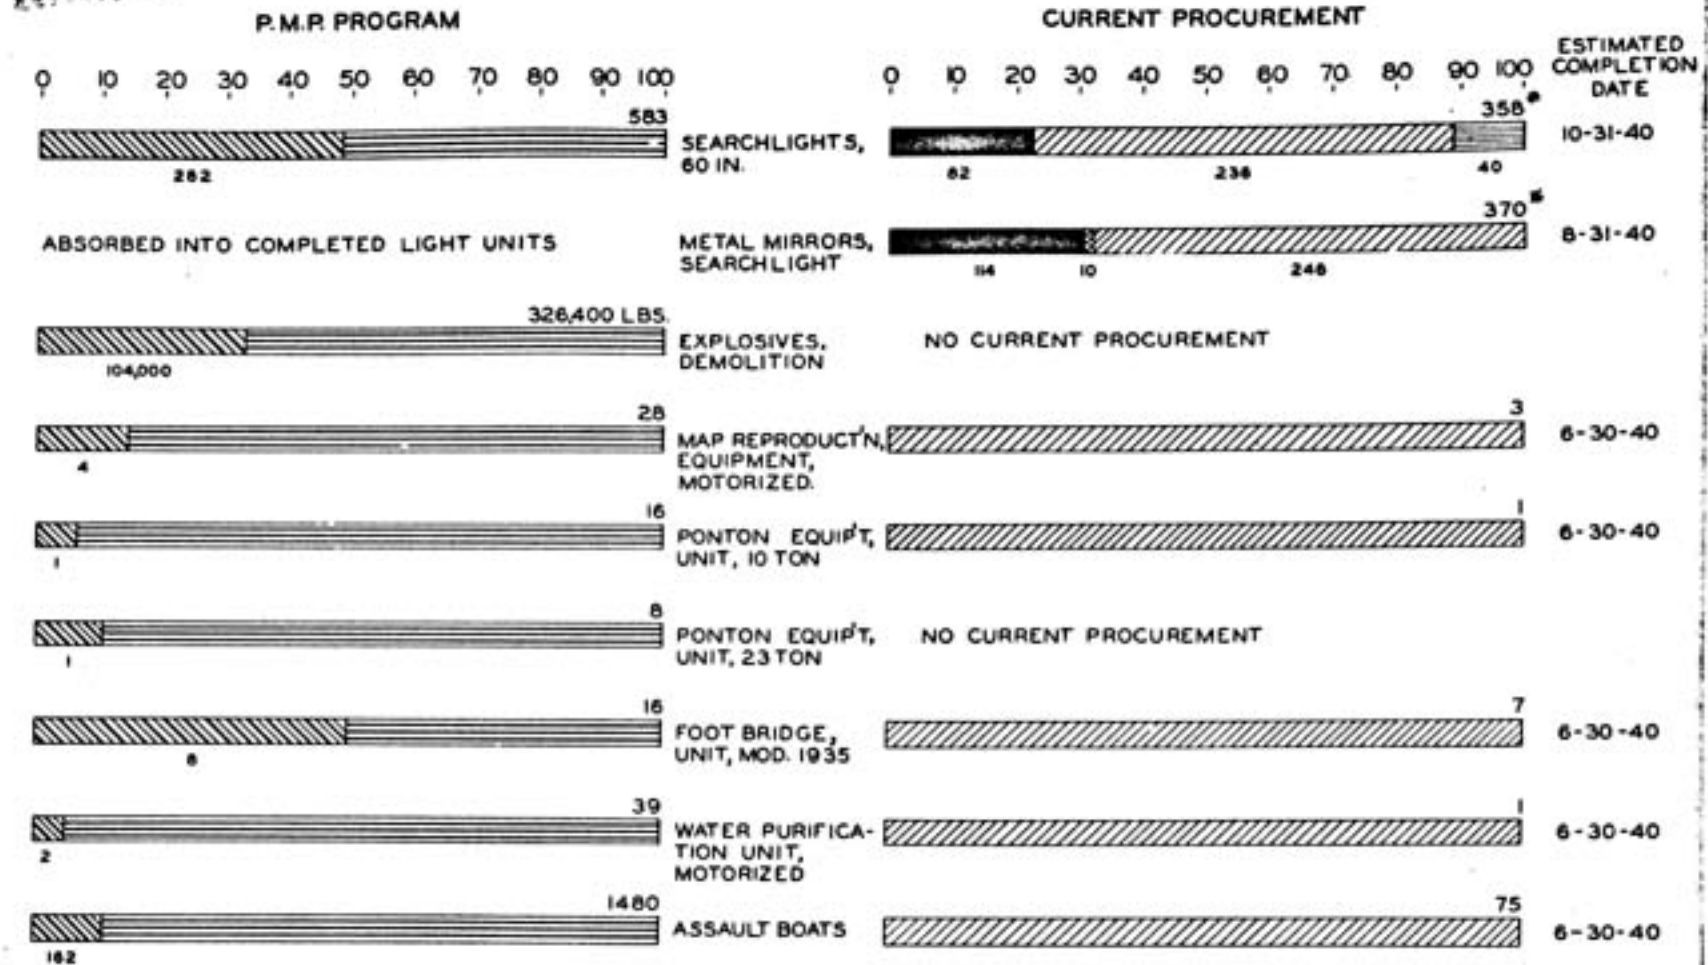 P.M.P. PROGRAM
CURRENT PROCUREMENT
ESTIMATED
COMPLETION
DATE
0 10 20 30 40 50 60 70 80 90 100
0 10 20 30 40 50 60 70 80 90 100
583
282
SEARCHLIGHTS,
60 IN.
358*
82 236 40
10-31-40
ABSORBED INTO COMPLETED LIGHT UNITS
METAL MIRRORS,
SEARCHLIGHT
370*
114 10 246
8-31-40
326,400 LBS.
104,000
EXPLOSIVES,
DEMOLITION
NO CURRENT PROCUREMENT
28
4
MAP REPRODUCT'N,
EQUIPMENT,
MOTORIZED.
3
6-30-40
16
1
PONTON EQUIP'T,
UNIT, 10 TON
1
6-30-40
8
1
PONTON EQUIP'T,
UNIT, 23 TON
NO CURRENT PROCUREMENT
16
8
FOOT BRIDGE,
UNIT, MOD. 1935
7
6-30-40
39
2
WATER PURIFICA-
TION UNIT,
MOTORIZED
1
6-30-40
1480
162
ASSAULT BOATS
75
6-30-40